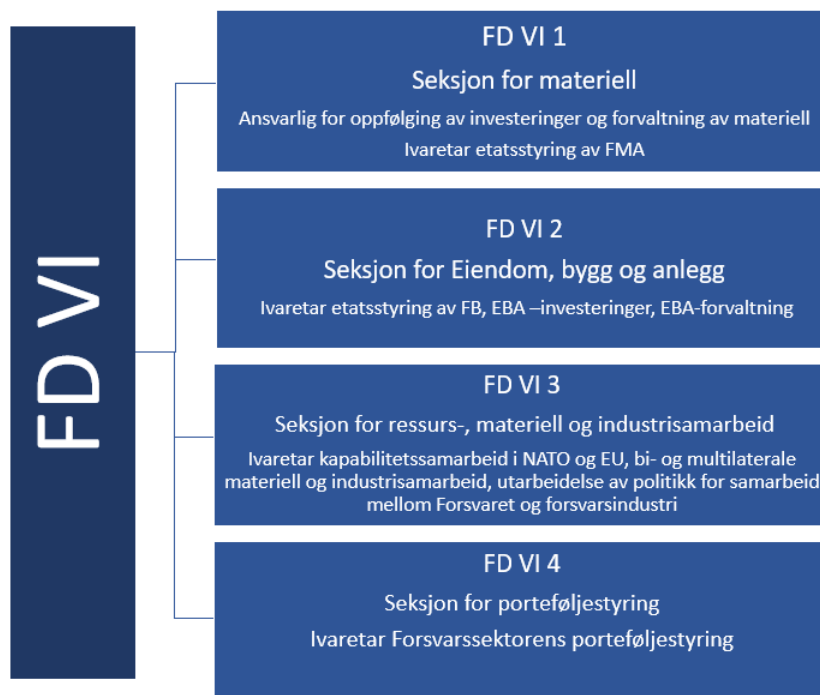 FD VI
FD VI 1
Seksjon for materiell
Ansvarlig for oppfølging av investeringer og forvaltning av materiell
Ivaretar etatsstyring av FMA
FD VI 2
Seksjon for Eiendom, bygg og anlegg
Ivaretar etatsstyring av FB, EBA –investeringer, EBA-forvaltning
FD VI 3
Seksjon for ressurs-, materiell og industrisamarbeid
Ivaretar kapabilitetssamarbeid i NATO og EU, bi- og multilaterale
materiell og industrisamarbeid, utarbeidelse av politikk for samarbeid
mellom Forsvaret og forsvarsindustri
FD VI 4
Seksjon for porteføljestyring
Ivaretar Forsvarssektorens porteføljestyring